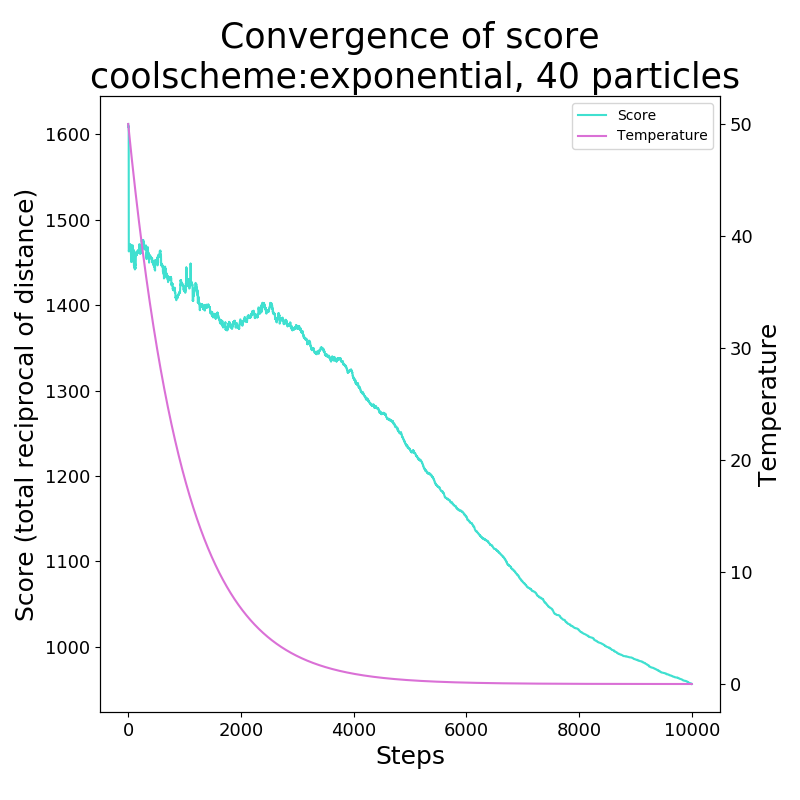 Convergence of score
coolscheme:exponential, 40 particles
Score
Temperature
Score (total reciprocal of distance)
1600
1500
1400
1300
1200
1100
1000
50
40
30
20
10
0
Temperature
0
2000
4000
6000
8000
10000
Steps